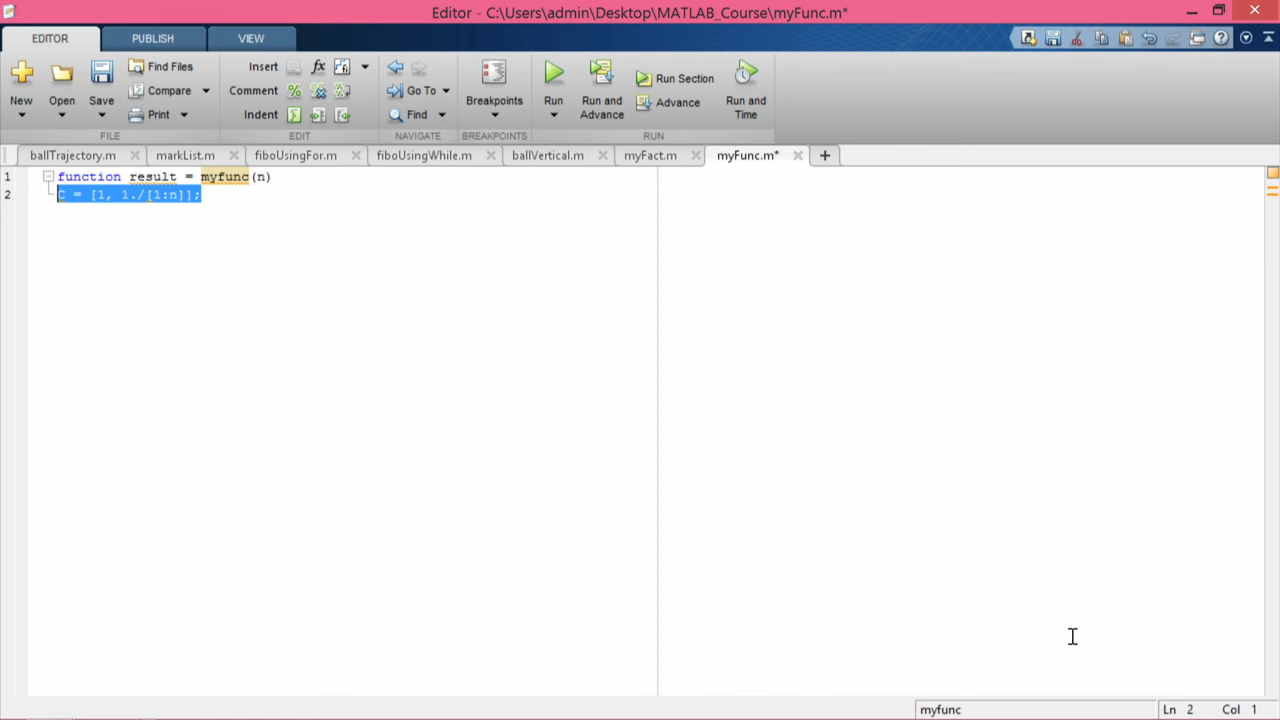 Editor - C:\Users\admin\Desktop\MATLAB_Course\myFunc.m*
EDITOR PUBLISH VIEW
New Open Save Find Files Compare Print
Insert fx Comment % Indent
Go To Find
Breakpoints
Run Run and Advance Run Section Advance Run and Time
FILE EDIT NAVIGATE BREAKPOINTS RUN
ballTrajectory.m markList.m fiboUsingFor.m fiboUsingWhile.m ballVertical.m myFact.m myFunc.m* +
1 function result = myfunc(n)
2 C = [1, 1./[1:n]];
myfunc Ln 2 Col 1